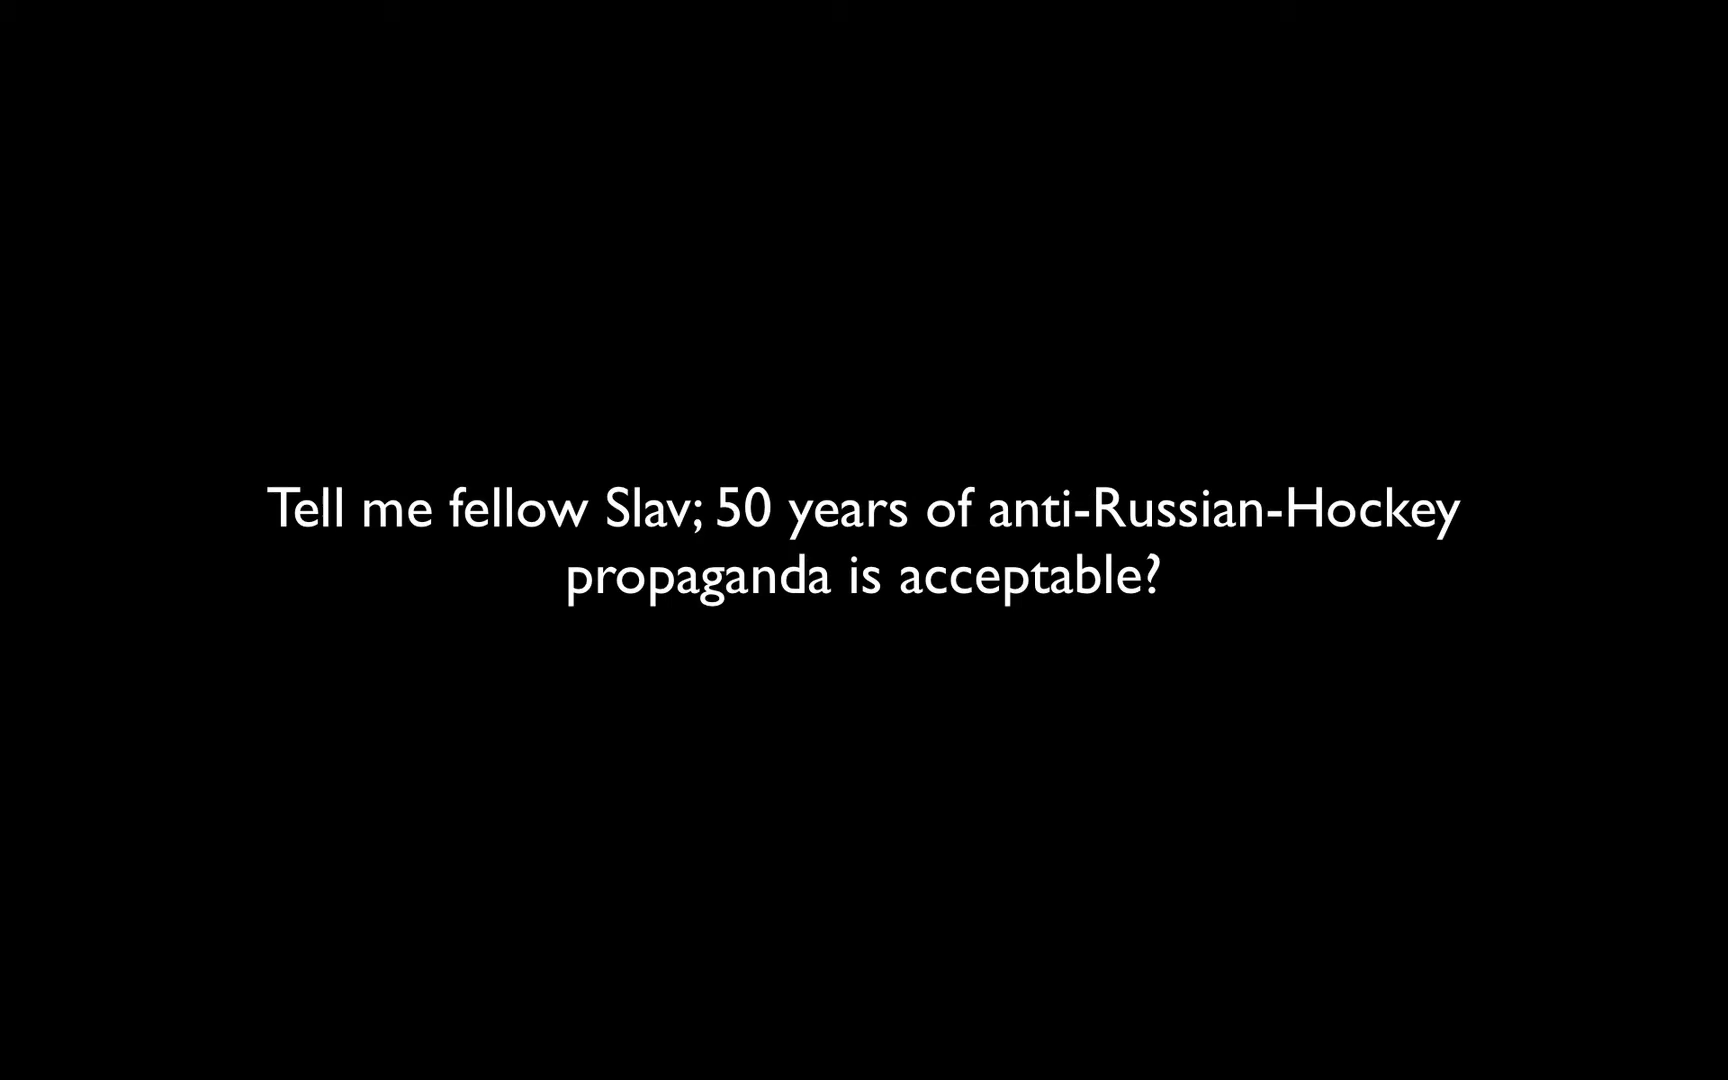 Tell me fellow Slav; 50 years of anti-Russian-Hockey
propaganda is acceptable?